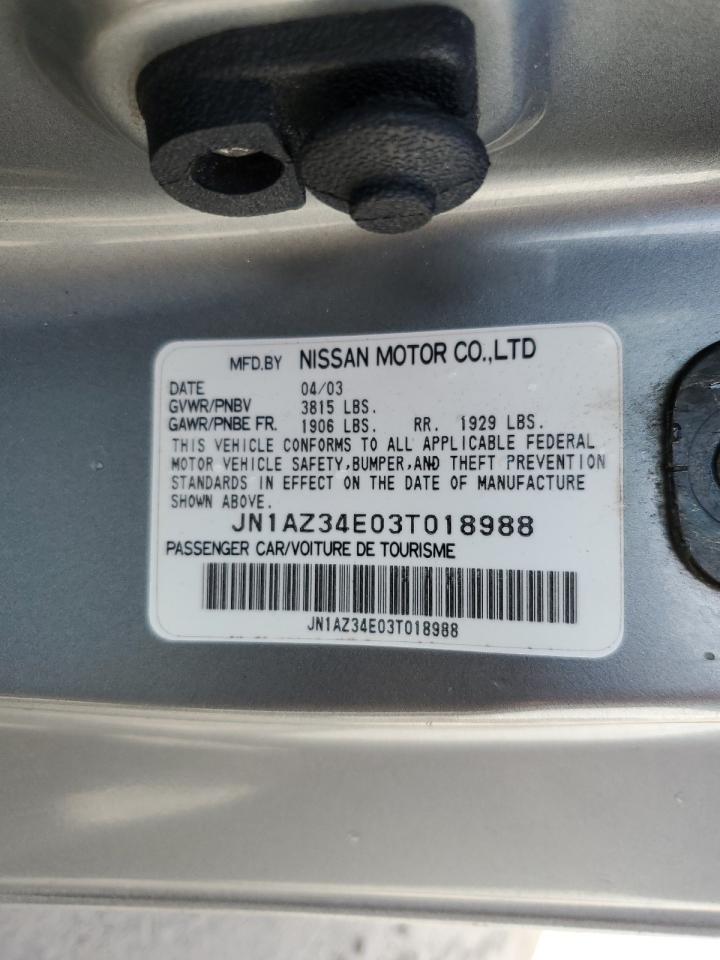 MFD.BY NISSAN MOTOR CO.,LTD
DATE 04/03
GVWR/PNBV 3815 LBS.
GAWR/PNBE FR. 1906 LBS. RR. 1929 LBS.
THIS VEHICLE CONFORMS TO ALL APPLICABLE FEDERAL
MOTOR VEHICLE SAFETY,BUMPER,AND THEFT PREVENTION
STANDARDS IN EFFECT ON THE DATE OF MANUFACTURE
SHOWN ABOVE.
JN1AZ34E03T018988
PASSENGER CAR/VOITURE DE TOURISME
JN1AZ34E03T018988